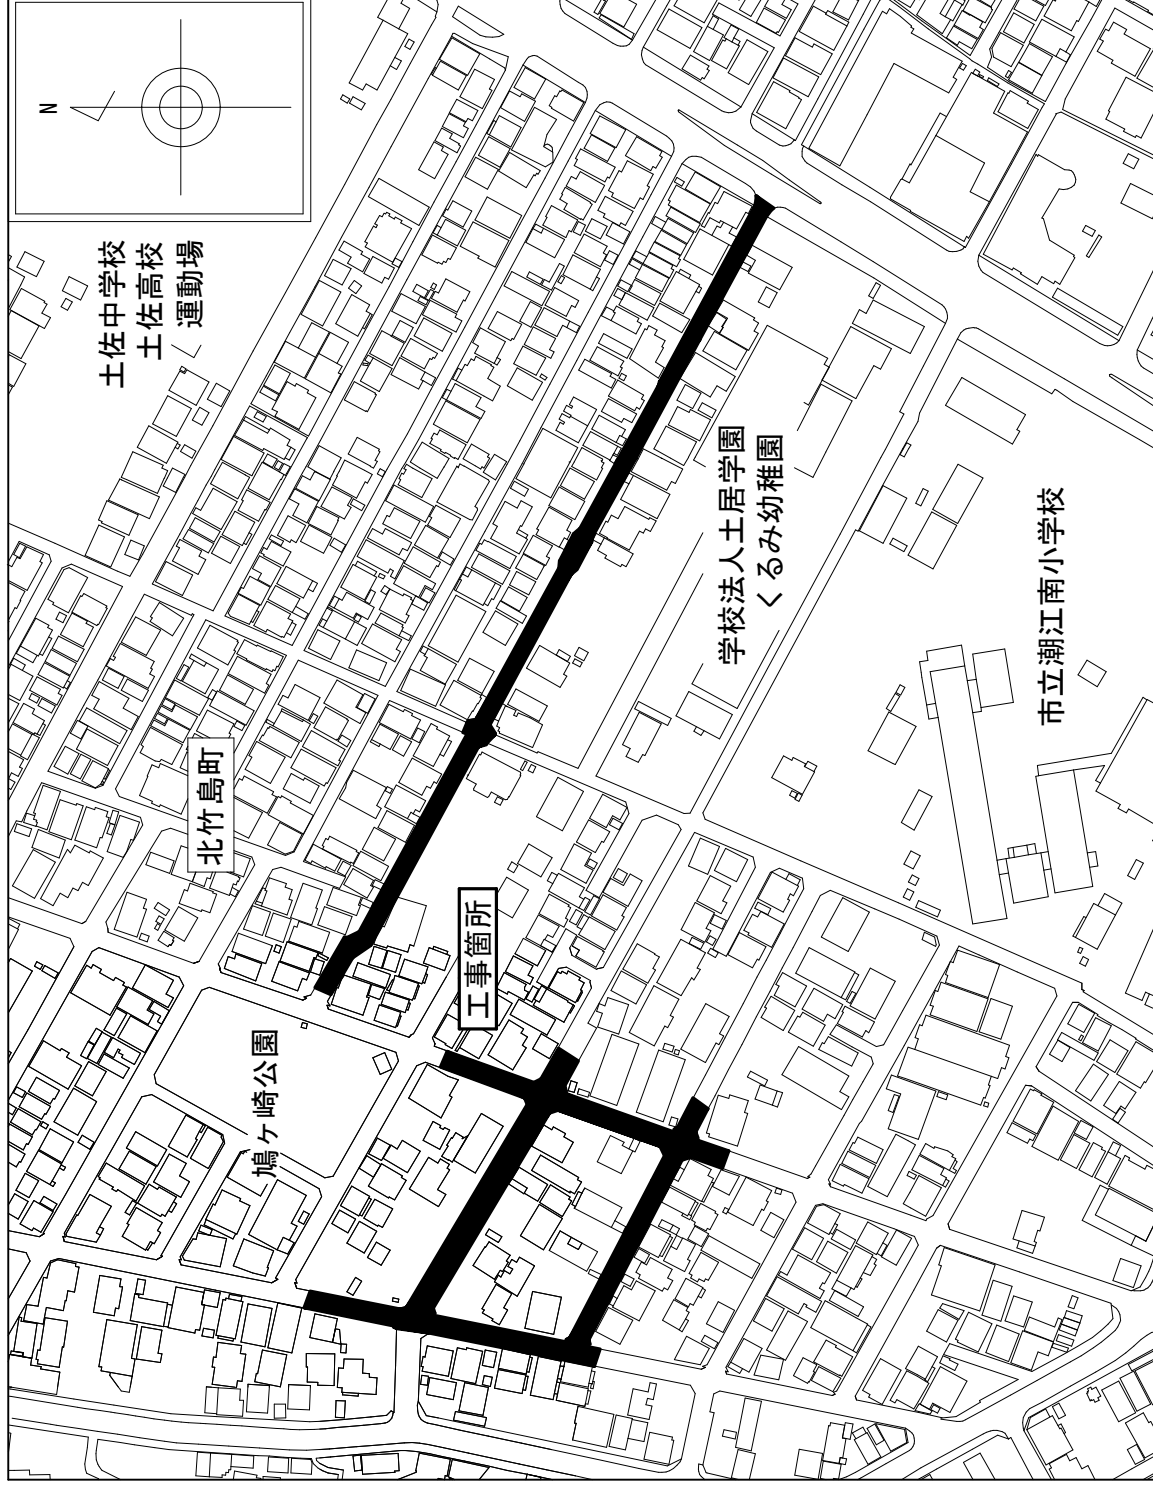 N
土佐中学校
土佐高校
運動場
北竹島町
工事箇所
鳩ヶ崎公園
学校法人土居学園
くるみ幼稚園
市立潮江南小学校